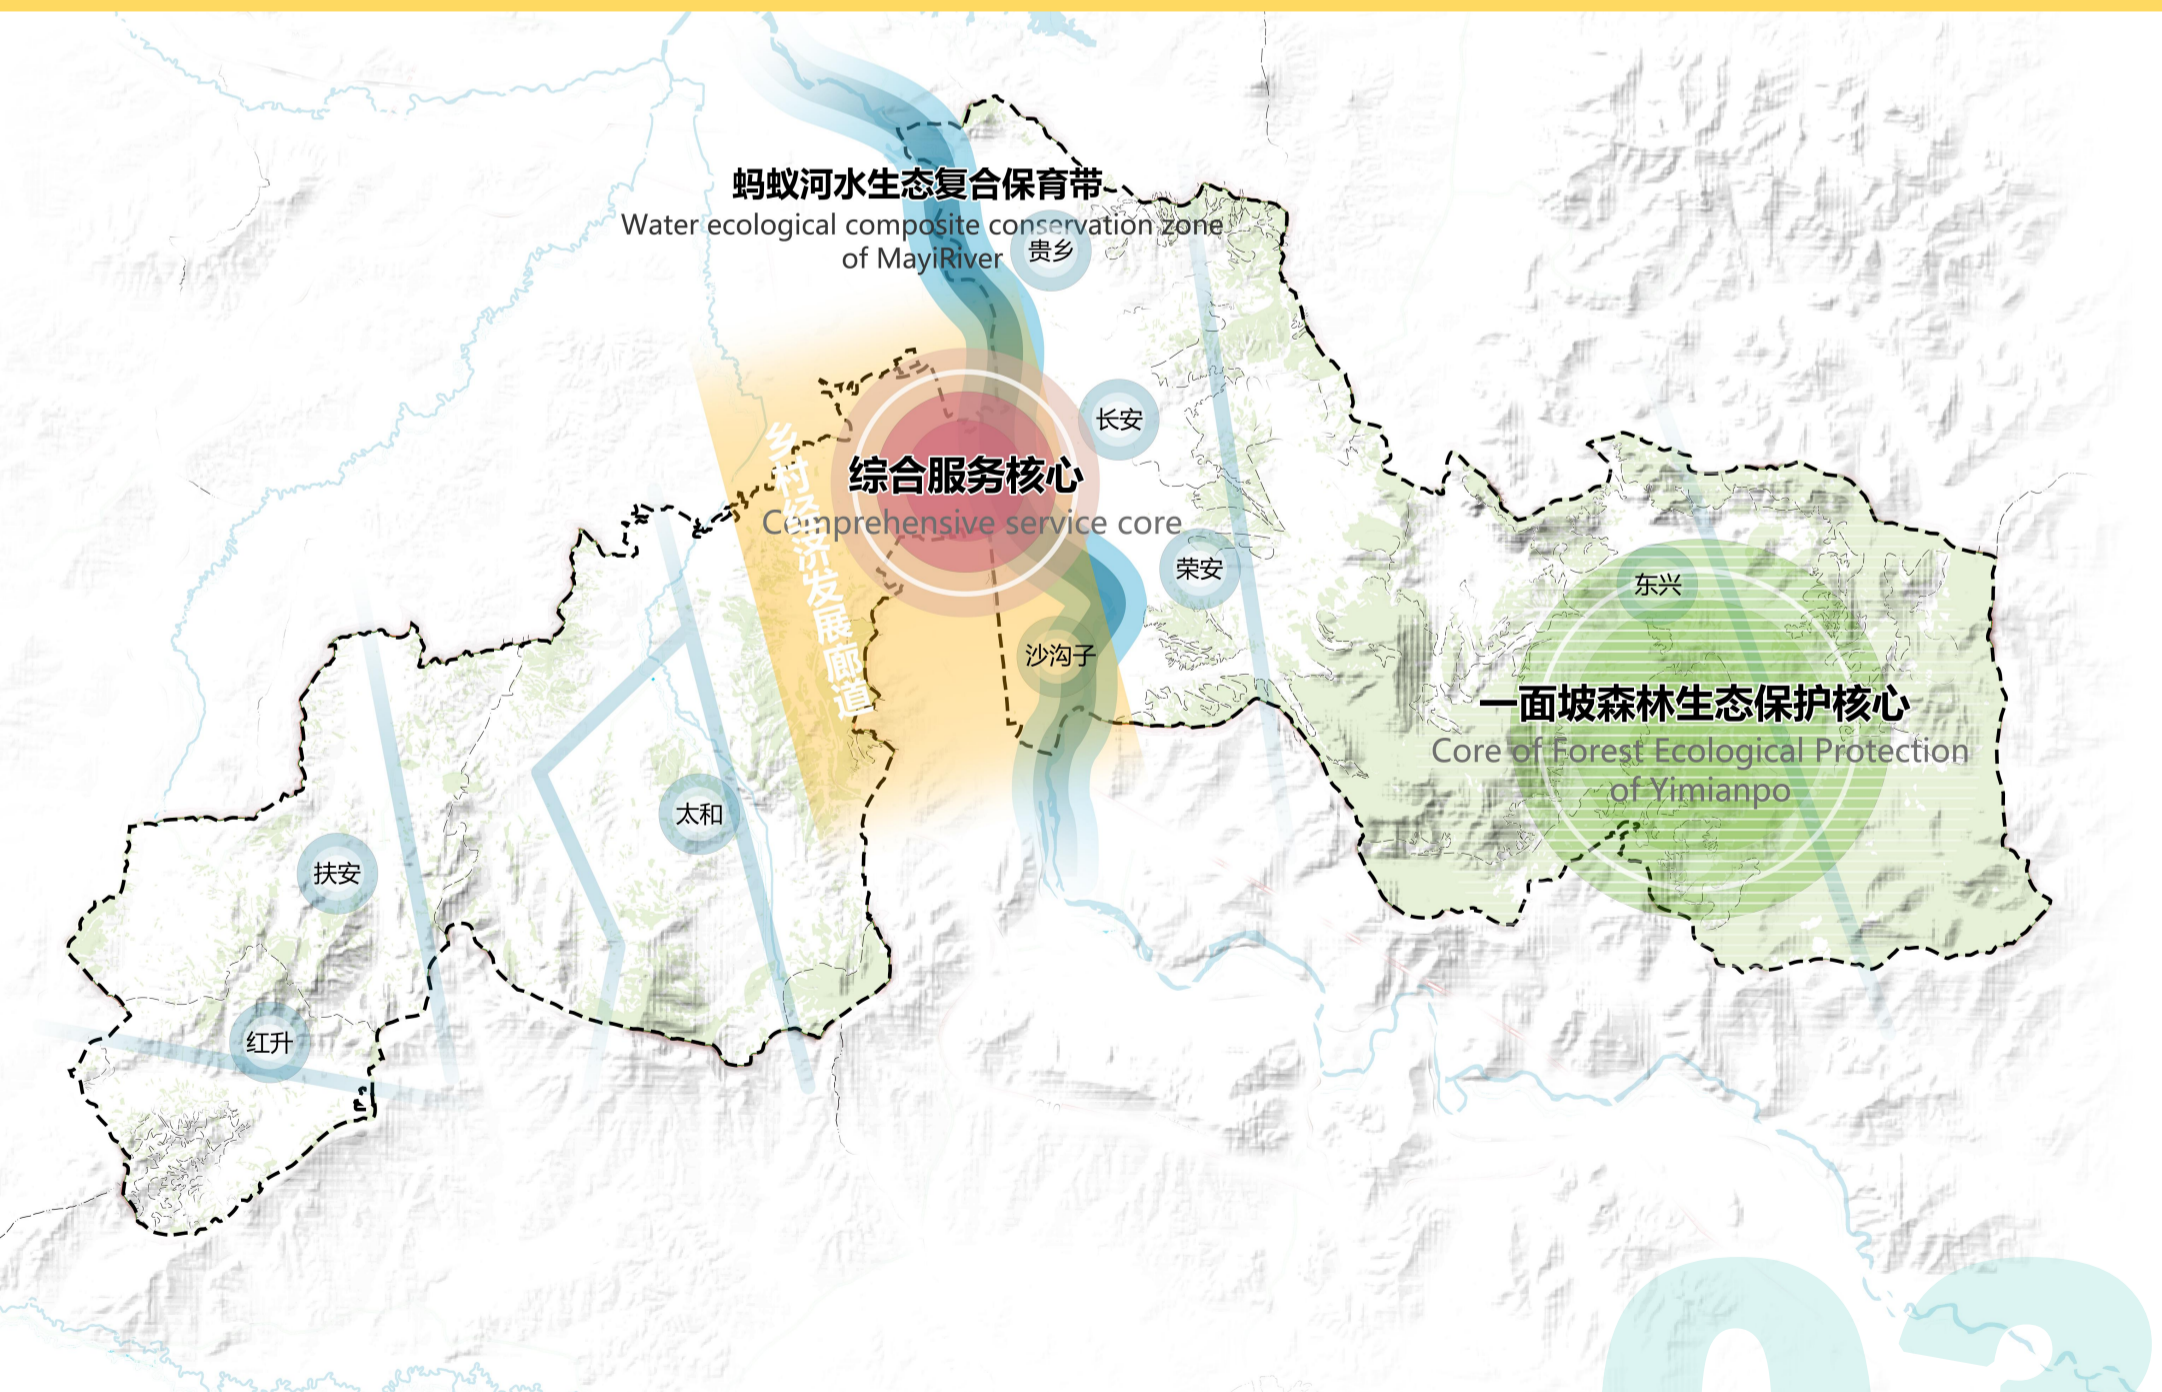 蚂蚁河水生态复合保育带
Water ecological composite conservation zone
of MayiRiver
贵乡
长安
综合服务核心
Comprehensive service core
乡村经济发展廊道
荣安
东兴
沙沟子
一面坡森林生态保护核心
Core of Forest Ecological Protection
of Yimianpo
太和
扶安
红升